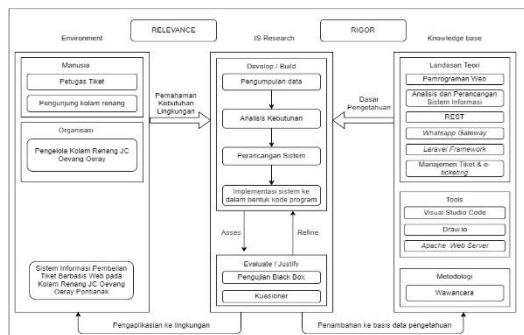 RELEVANCE
RIGOR
Environment
IS Research
Knowledge base
Manusia
Petugas Tiket
Pengunjung kolam renang
Organisasi
Pengelola Kolam Renang JC
Oevang Oeray
Sistem Informasi Pembelian
Tiket Berbasis Web pada
Kolam Renang JC Oevang
Oeray Pontianak
Pemahaman
Kebutuhan
Lingkungan
Develop / Build
Pengumpulan data
Analisis Kebutuhan
Perancangan Sistem
Implementasi sistem ke
dalam bentuk kode program
Asses
Refine
Evaluate / Justify
Pengujian Black Box
Kuesioner
Dasar
Pengetahuan
Landasan Teori
Pemrograman Web
Analisis dan Perancangan
Sistem Informasi
REST
Whatsapp Gateway
Laravel Framework
Manajemen Tiket & e-
ticketing
Tools
Visual Studio Code
Draw.io
Apache Web Server
Metodologi
Wawancara
Pengaplikasian ke lingkungan
Penambahan ke basis data pengetahuan